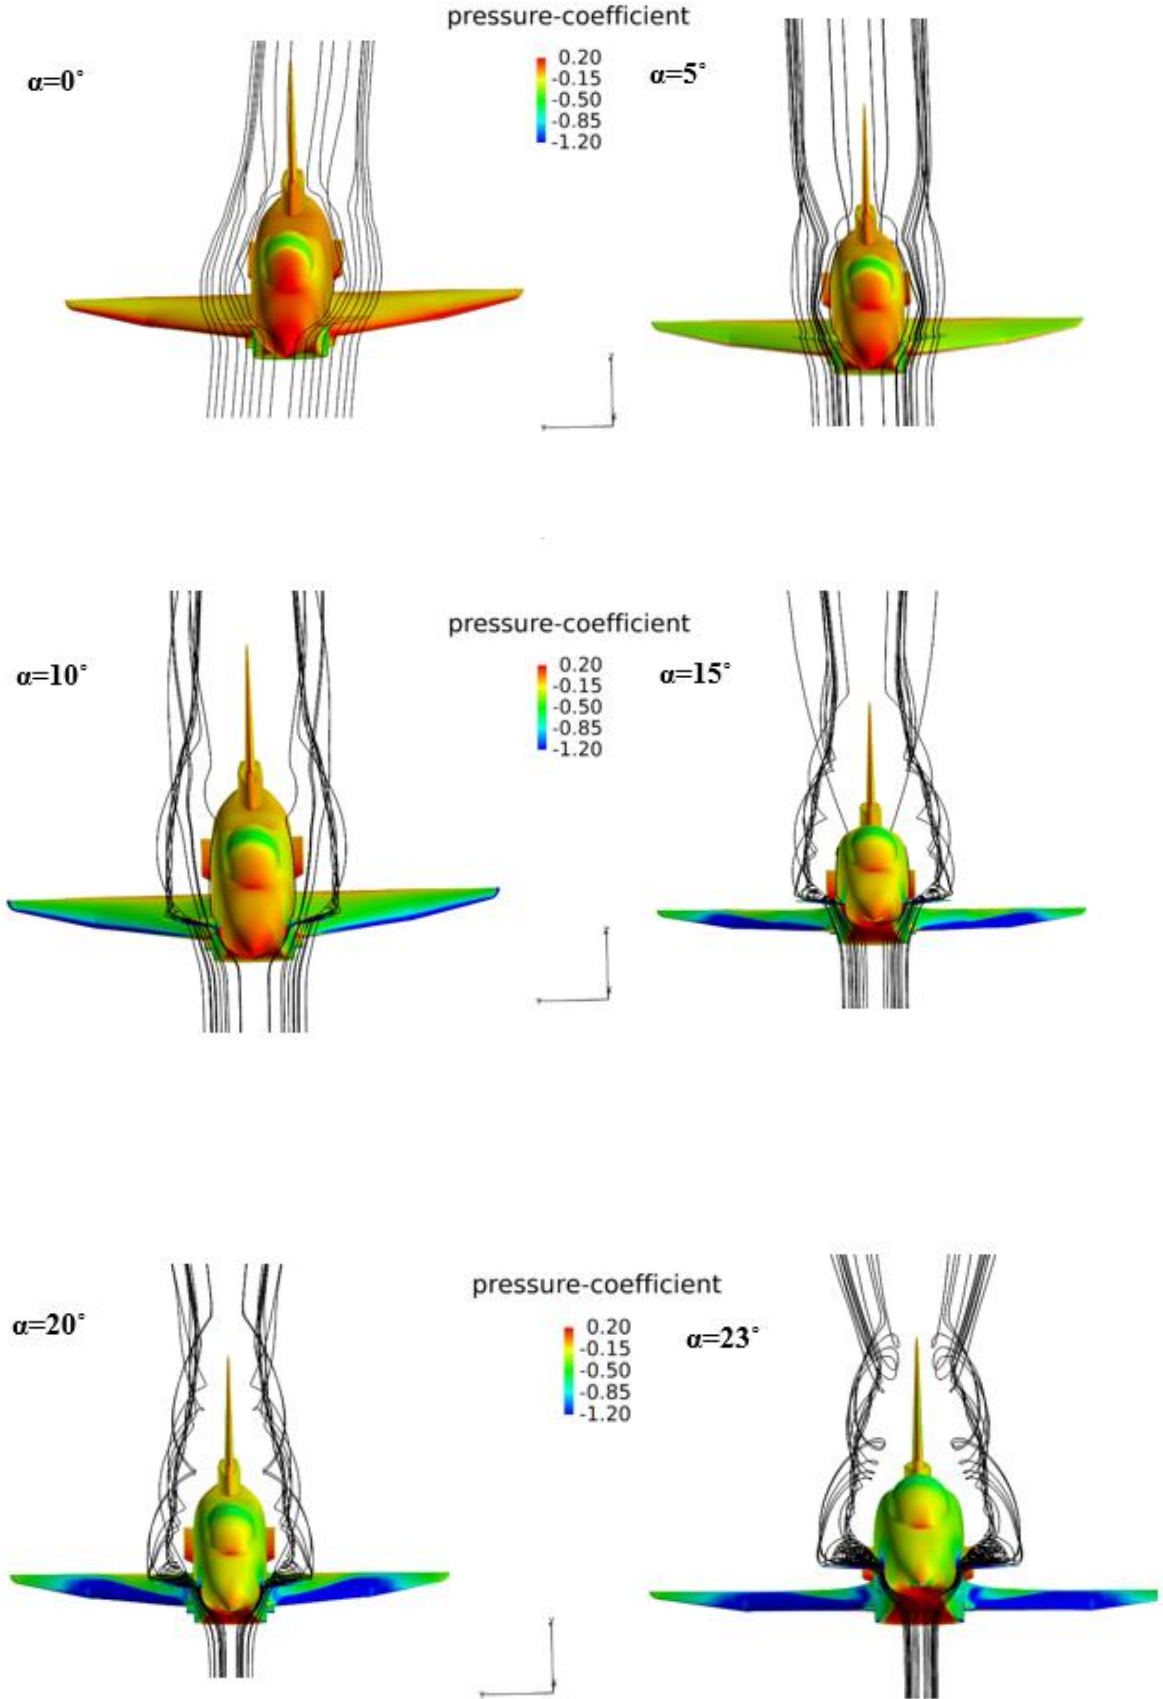 pressure-coefficient
α=0˚
0.20
-0.15
-0.50
-0.85
-1.20
α=5˚
pressure-coefficient
α=10˚
0.20
-0.15
-0.50
-0.85
-1.20
α=15˚
pressure-coefficient
α=20˚
0.20
-0.15
-0.50
-0.85
-1.20
α=23˚